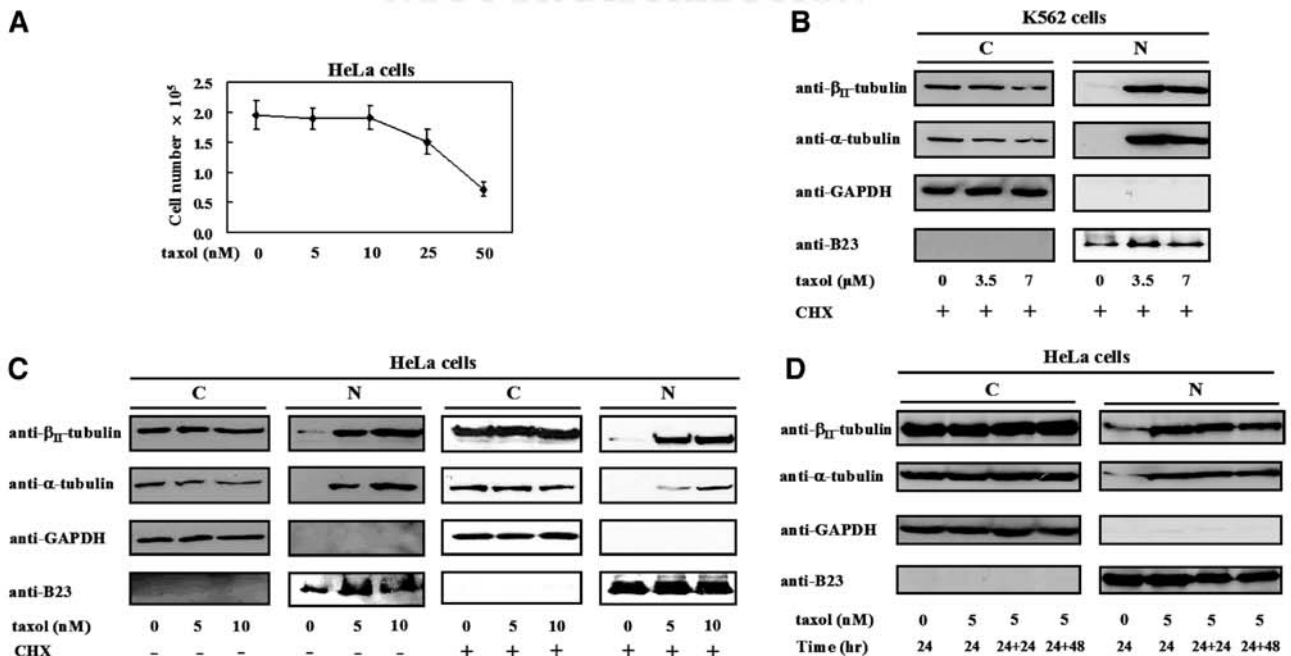 A
HeLa cells
Cell number × 10⁵
2.5
2.0
1.5
1.0
0.5
0.0
taxol (nM) 0 5 10 25 50
B
K562 cells
C N
anti-βII-tubulin
anti-α-tubulin
anti-GAPDH
anti-B23
taxol (μM) 0 3.5 7 0 3.5 7
CHX + + + + + +
C
HeLa cells
C N C N
anti-βII-tubulin
anti-α-tubulin
anti-GAPDH
anti-B23
taxol (nM) 0 5 10 0 5 10 0 5 10 0 5 10
CHX – – – – – – + + + + + +
D
HeLa cells
C N
anti-βII-tubulin
anti-α-tubulin
anti-GAPDH
anti-B23
taxol (nM) 0 5 5 5 0 5 5 5
Time (hr) 24 24 24+24 24+48 24 24 24+24 24+48